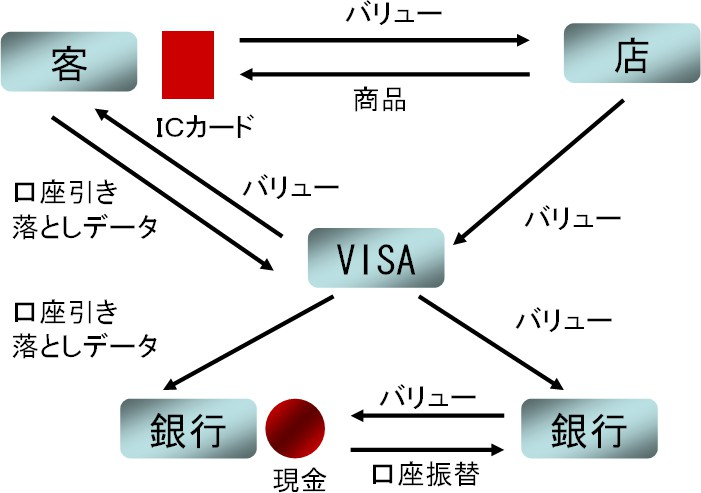 バリュー
客
店
商品
ICカード
バリュー
口座引き
落としデータ
バリュー
VISA
口座引き
落としデータ
バリュー
バリュー
銀行
銀行
現金
口座振替